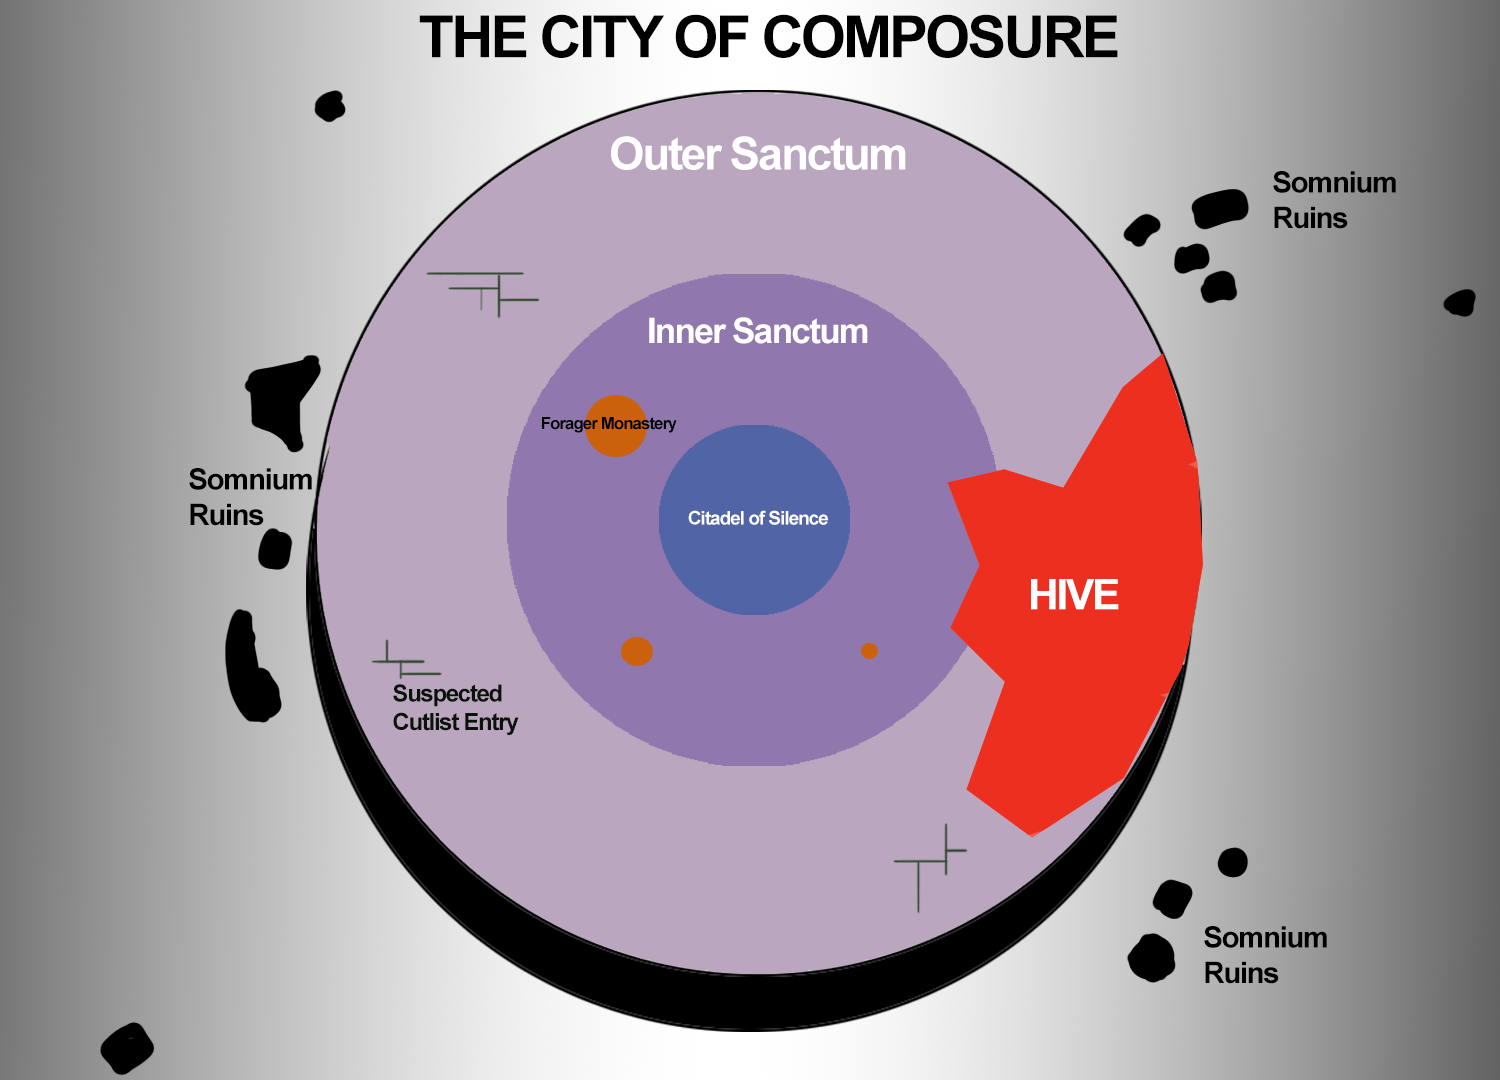 THE CITY OF COMPOSURE
Outer Sanctum
Somnium
Ruins
Inner Sanctum
Forager Monastery
Somnium
Ruins
Citadel of Silence
HIVE
Suspected
Cutlist Entry
Somnium
Ruins